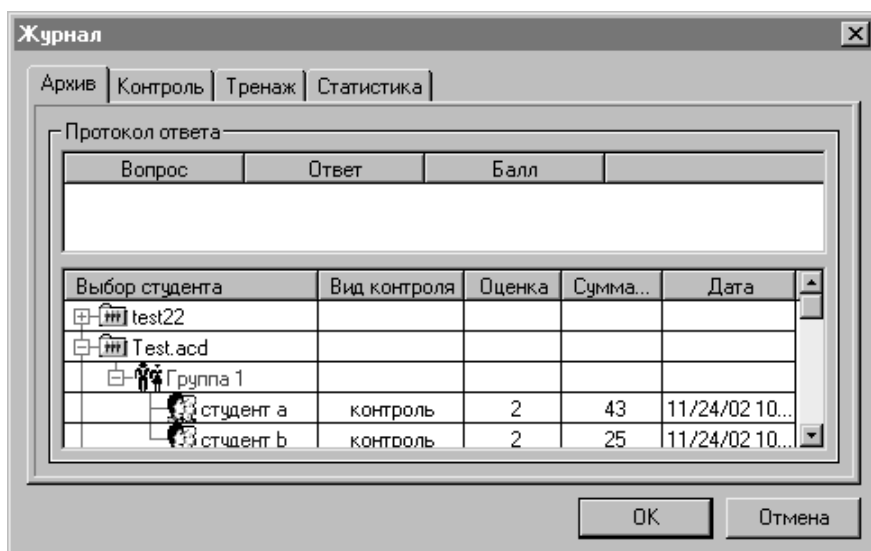 Журнал
Архив Контроль Тренаж Статистика
Протокол ответа
Вопрос Ответ Балл
Выбор студента Вид контроля Оценка Сумма... Дата
test22
Test.acd
Группа 1
студент a контроль 2 43 11/24/02 10...
студент b контроль 2 25 11/24/02 10...
OK Отмена